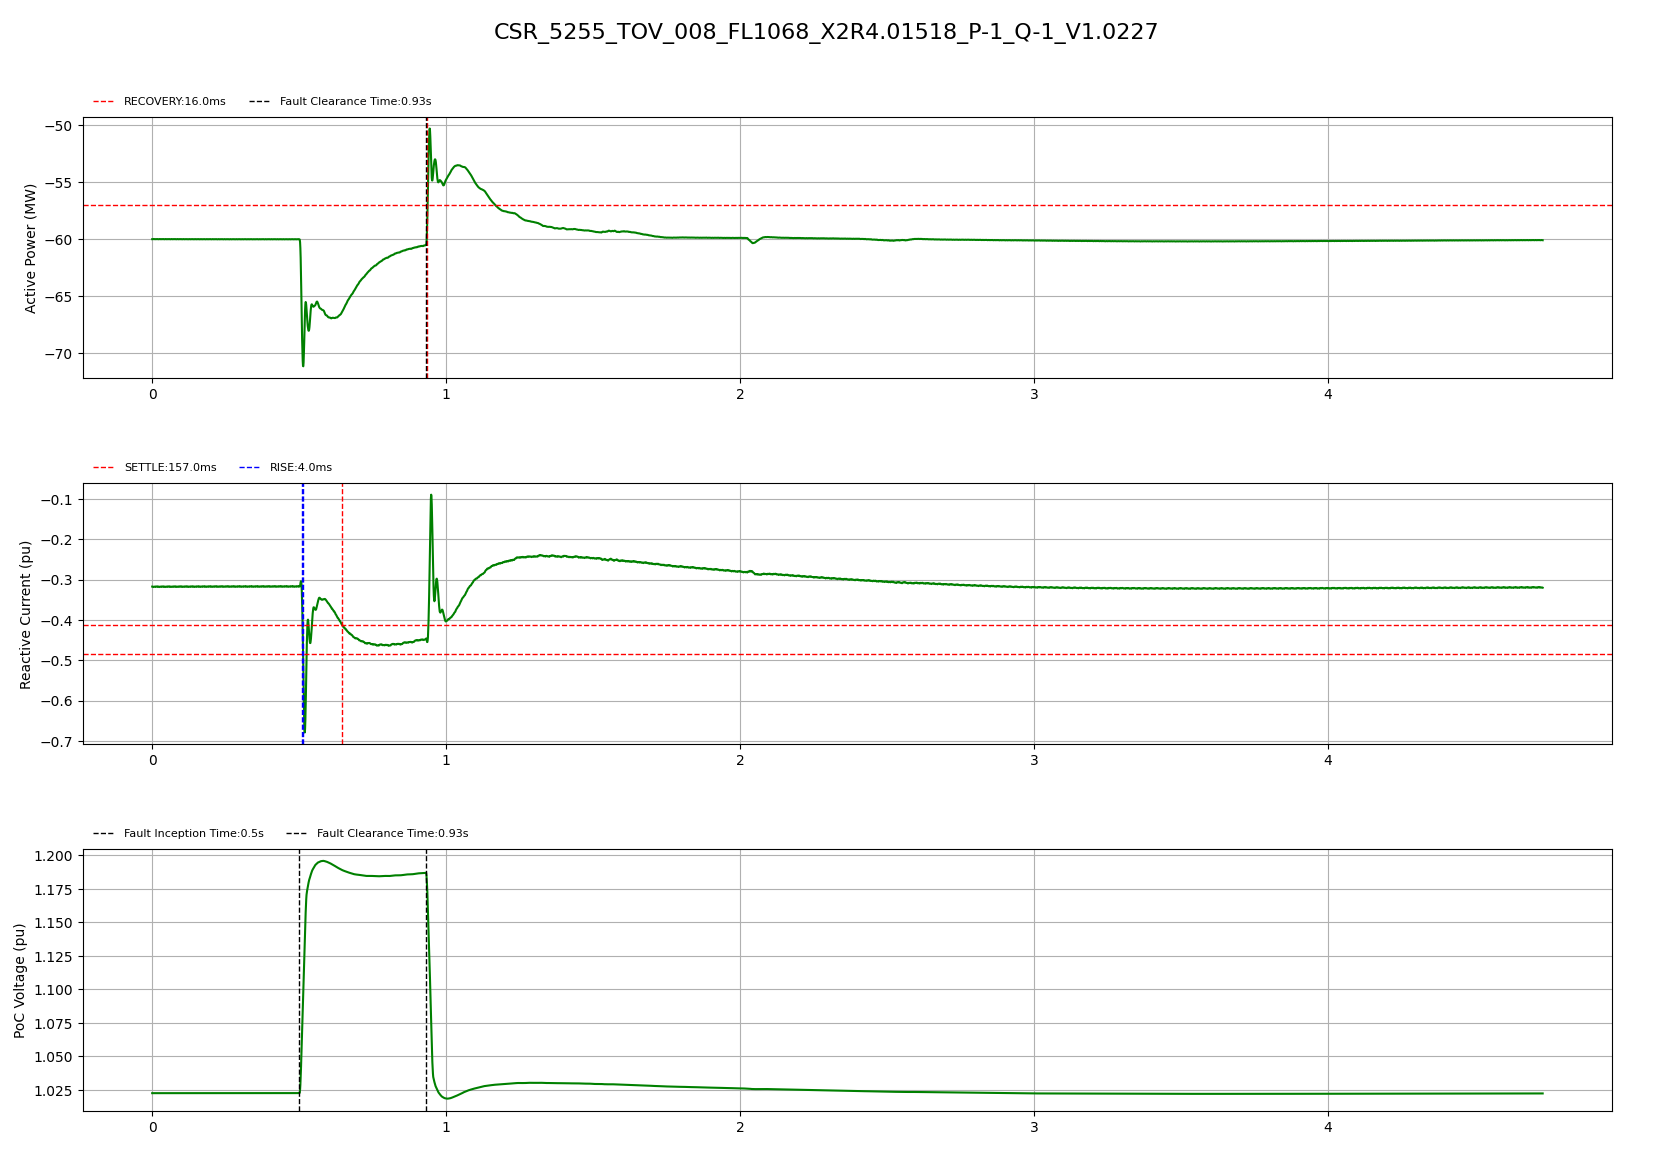 CSR_5255_TOV_008_FL1068_X2R4.01518_P-1_Q-1_V1.0227
RECOVERY:16.0ms Fault Clearance Time:0.93s
Active Power (MW)
−50
−55
−60
−65
−70
0 1 2 3 4
SETTLE:157.0ms RISE:4.0ms
Reactive Current (pu)
−0.1
−0.2
−0.3
−0.4
−0.5
−0.6
−0.7
0 1 2 3 4
Fault Inception Time:0.5s Fault Clearance Time:0.93s
PoC Voltage (pu)
1.200
1.175
1.150
1.125
1.100
1.075
1.050
1.025
0 1 2 3 4